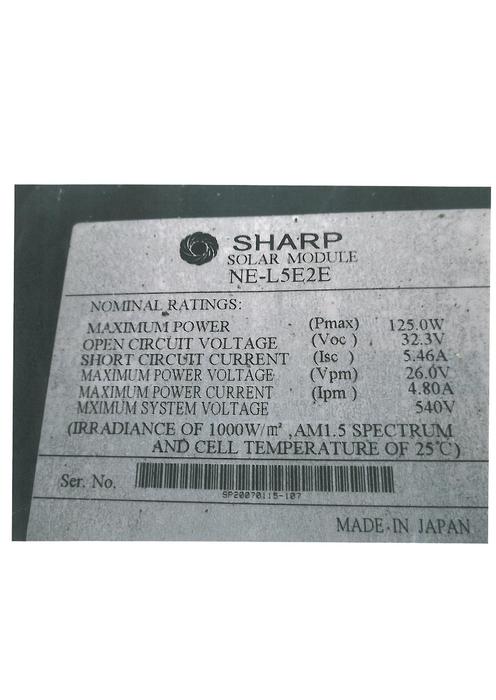 SHARP
SOLAR MODULE
NE-L5E2E
NOMINAL RATINGS:
MAXIMUM POWER (Pmax) 125.0W
OPEN CIRCUIT VOLTAGE (Voc ) 32.3V
SHORT CIRCUIT CURRENT (Isc ) 5.46A
MAXIMUM POWER VOLTAGE (Vpm) 26.0V
MAXIMUM POWER CURRENT (Ipm ) 4.80A
MXIMUM SYSTEM VOLTAGE 540V
(IRRADIANCE OF 1000W/㎡ ,AM1.5 SPECTRUM
AND CELL TEMPERATURE OF 25℃)
Ser. No.
SP20070115-107
MADE IN JAPAN